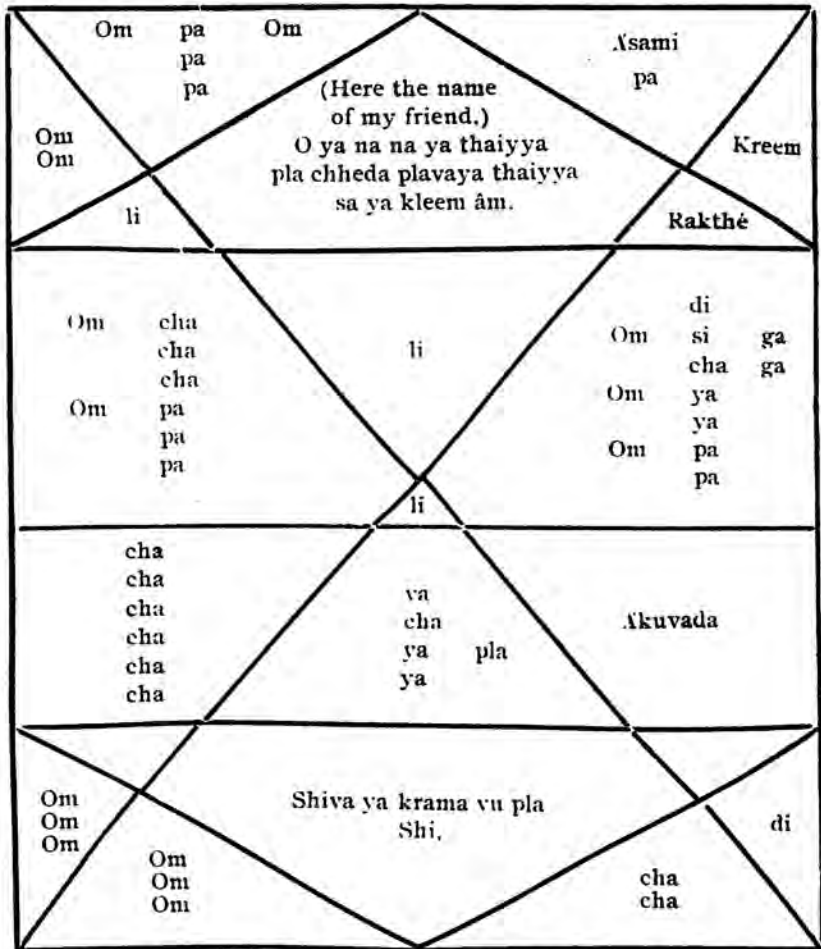 Om pa Om
pa
pa
Om
Om
li
(Here the name
of my friend.)
O ya na na ya thaiyya
pla chheda plavaya thaiyya
sa ya kleem âm.
Ásami
pa
Kreem
Rakthé
Om cha
cha
cha
Om pa
pa
pa
li
di
Om si ga
cha ga
Om ya
ya
Om pa
pa
li
cha
cha
cha
cha
cha
cha
va
cha
ya pla
ya
Ákuvada
Om
Om
Om
Om
Om
Om
Shiva ya krama vu pla
Shi.
di
cha
cha